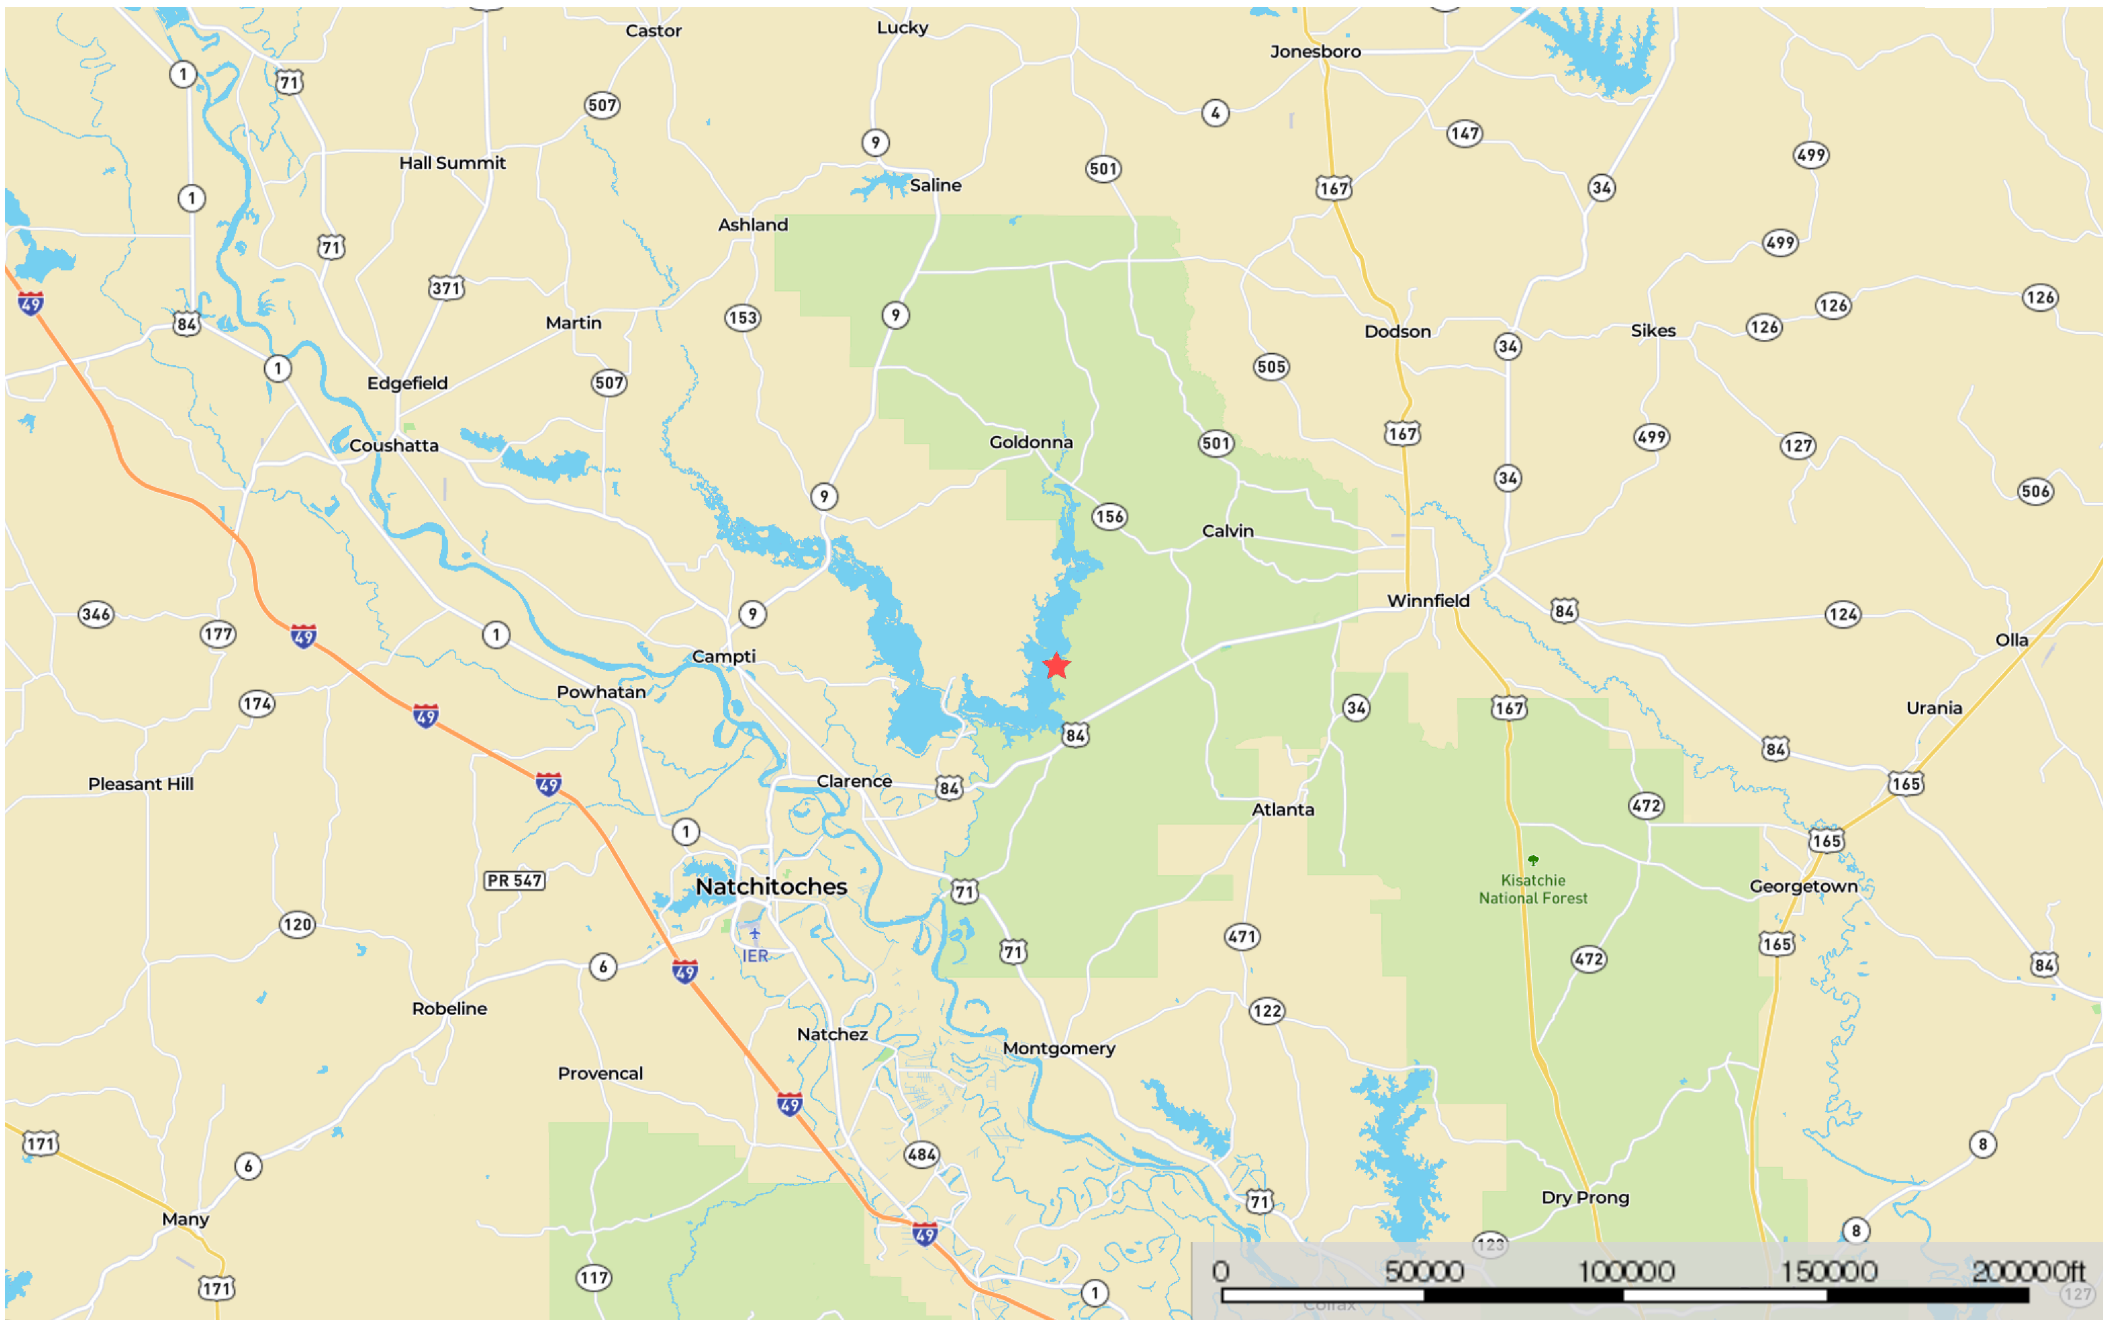 Castor
Lucky
Jonesboro
1
71
507
4
9
147
Hall Summit
499
501
Saline
167
34
1
Ashland
71
499
371
49
126
126
9
153
84
Martin
126
Sikes
Dodson
34
1
505
Edgefield
507
167
499
Goldonna
501
127
Coushatta
34
506
9
156
Calvin
Winnfield
84
9
346
124
177
49
1
Olla
Campti
Powhatan
174
34
167
Urania
49
84
84
Pleasant Hill
49
Clarence
84
165
472
Atlanta
1
165
PR 547
Natchitoches
71
Kisatchie
National Forest
Georgetown
120
471
165
71
IER
472
6
49
84
Robeline
122
Natchez
Montgomery
Provencal
49
171
8
484
6
Dry Prong
71
Many
49
8
123
0
50000
100000
150000
200000ft
117
171
1
127
Colfax